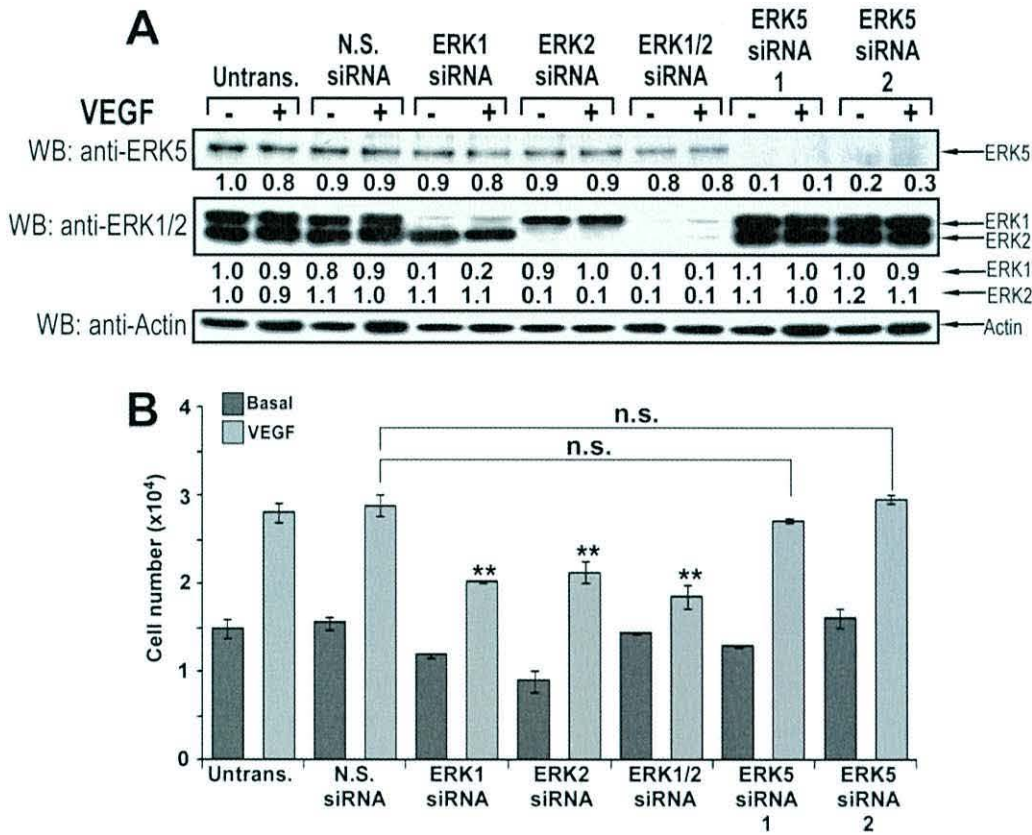 A
Untrans.
N.S.
siRNA
ERK1
siRNA
ERK2
siRNA
ERK1/2
siRNA
ERK5
siRNA
1
ERK5
siRNA
2
VEGF - + - + - + - + - + - + - +
WB: anti-ERK5
ERK5
1.0 0.8 0.9 0.9 0.9 0.8 0.9 0.9 0.8 0.8 0.1 0.1 0.2 0.3
WB: anti-ERK1/2
ERK1
ERK2
1.0 0.9 0.8 0.9 0.1 0.2 0.9 1.0 0.1 0.1 1.1 1.0 1.0 0.9 ERK1
1.0 0.9 1.1 1.0 1.1 1.1 0.1 0.1 0.1 0.1 1.1 1.0 1.2 1.1 ERK2
WB: anti-Actin
Actin
B
Basal
VEGF
n.s.
n.s.
**
**
**
Cell number (x10⁴)
4
3
2
1
0
Untrans.
N.S.
siRNA
ERK1
siRNA
ERK2
siRNA
ERK1/2
siRNA
ERK5
siRNA
1
ERK5
siRNA
2